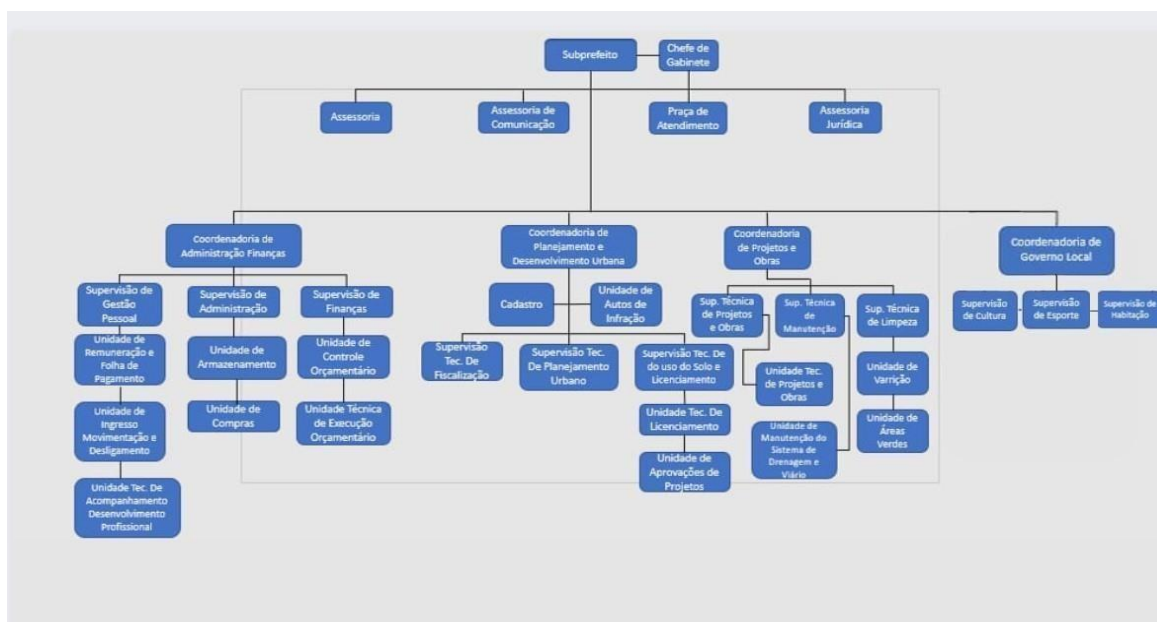 Subprefeito
Chefe de
Gabinete
Assessoria
Assessoria de
Comunicação
Praça de
Atendimento
Assessoria
Jurídica
Coordenadoria de
Administração Finanças
Coordenadoria de
Planejamento e
Desenvolvimento Urbana
Coordenadoria
de Projetos e
Obras
Coordenadoria de
Governo Local
Supervisão de
Gestão
Pessoal
Supervisão de
Administração
Supervisão de
Finanças
Cadastro
Unidade de
Autos de
Infração
Sup. Técnica
de Projetos
e Obras
Sup. Técnica
de
Manutenção
Sup. Técnica
de Limpeza
Supervisão
de Cultura
Supervisão
de Esporte
Supervisão de
Habitação
Unidade de
Remuneração e
Folha de
Pagamento
Unidade de
Armazenamento
Unidade de
Controle
Orçamentário
Supervisão
Tec. De
Fiscalização
Supervisão Tec.
De Planejamento
Urbano
Supervisão Tec. De
do uso do Solo e
Licenciamento
Unidade Tec.
de Projetos e
Obras
Unidade de
Varrição
Unidade de
Ingresso
Movimentação e
Desligamento
Unidade de
Compras
Unidade Técnica
de Execução
Orçamentário
Unidade Tec. De
Licenciamento
Unidade de
Manutenção do
Sistema de
Drenagem e
Viário
Unidade de
Áreas
Verdes
Unidade de
Aprovações de
Projetos
Unidade Tec. De
Acompanhamento
Desenvolvimento
Profissional